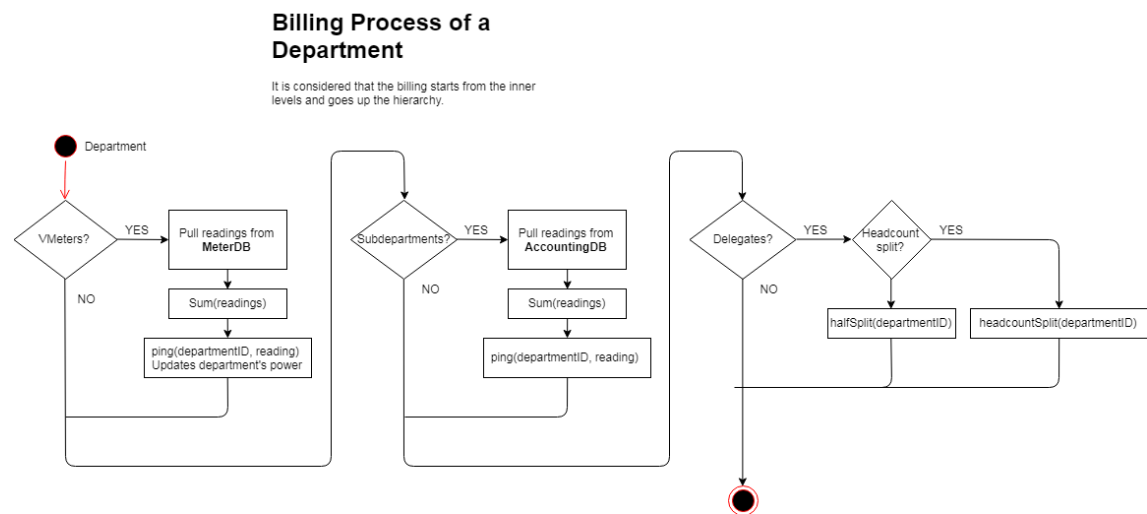 Billing Process of a
Department
It is considered that the billing starts from the inner
levels and goes up the hierarchy.
Department
VMeters?
YES
NO
Pull readings from
MeterDB
Sum(readings)
ping(departmentID, reading)
Updates department's power
Subdepartments?
YES
NO
Pull readings from
AccountingDB
Sum(readings)
ping(departmentID, reading)
Delegates?
YES
NO
Headcount
split?
YES
halfSplit(departmentID)
headcountSplit(departmentID)